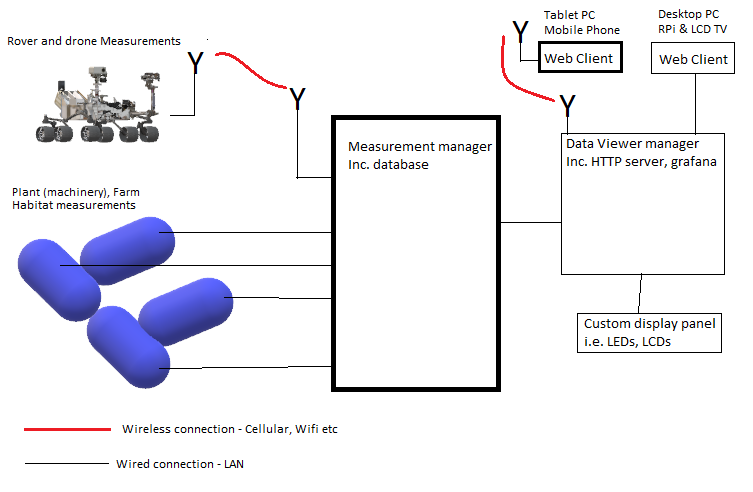 Rover and drone Measurements
Y
Y
Y
Tablet PC
Mobile Phone
Web Client
Desktop PC
RPi & LCD TV
Web Client
Y
Measurement manager
Inc. database
Data Viewer manager
Inc. HTTP server, grafana
Plant (machinery), Farm
Habitat measurements
Custom display panel
i.e. LEDs, LCDs
Wireless connection - Cellular, Wifi etc
Wired connection - LAN